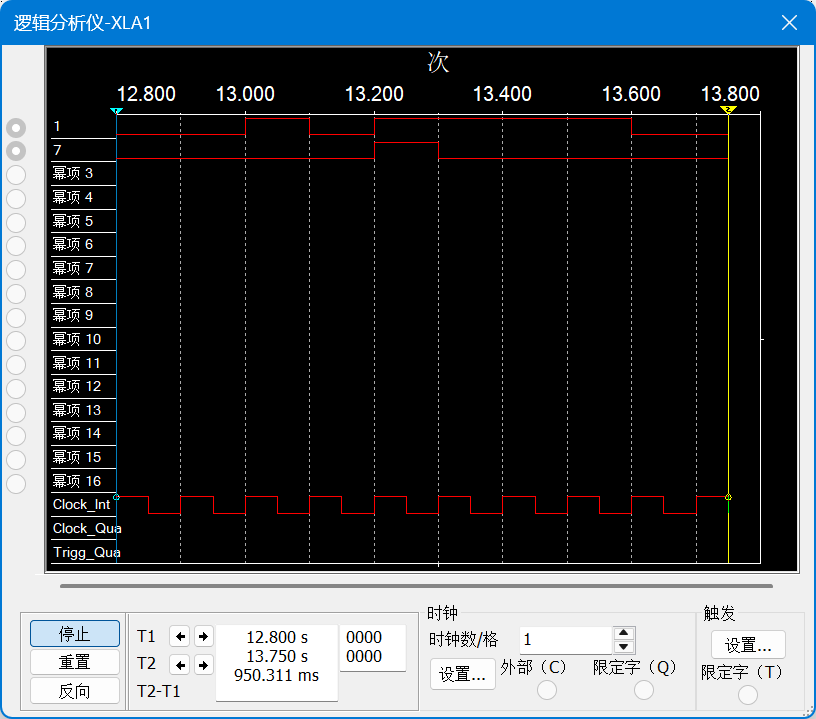 逻辑分析仪-XLA1
次
12.800 13.000 13.200 13.400 13.600 13.800
1
7
幂项 3
幂项 4
幂项 5
幂项 6
幂项 7
幂项 8
幂项 9
幂项 10
幂项 11
幂项 12
幂项 13
幂项 14
幂项 15
幂项 16
Clock_Int
Clock_Qua
Trigg_Qua
停止
重置
反向
T1 12.800 s 0000
T2 13.750 s 0000
T2-T1 950.311 ms
时钟
时钟数/格 1
设置... 外部（C） 限定字（Q）
触发
设置...
限定字（T）